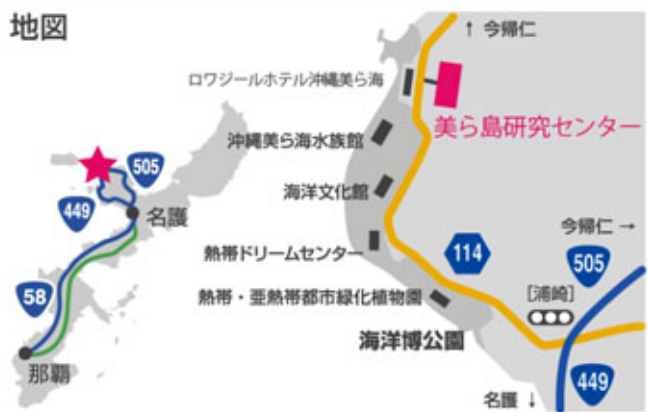 地図
↑ 今帰仁
ロワジールホテル沖縄美ら海
美ら島研究センター
沖縄美ら海水族館
505
海洋文化館
449
名護
今帰仁 →
熱帯ドリームセンター
114
505
58
熱帯・亜熱帯都市緑化植物園
[浦崎]
海洋博公園
那覇
449
名護 ↓